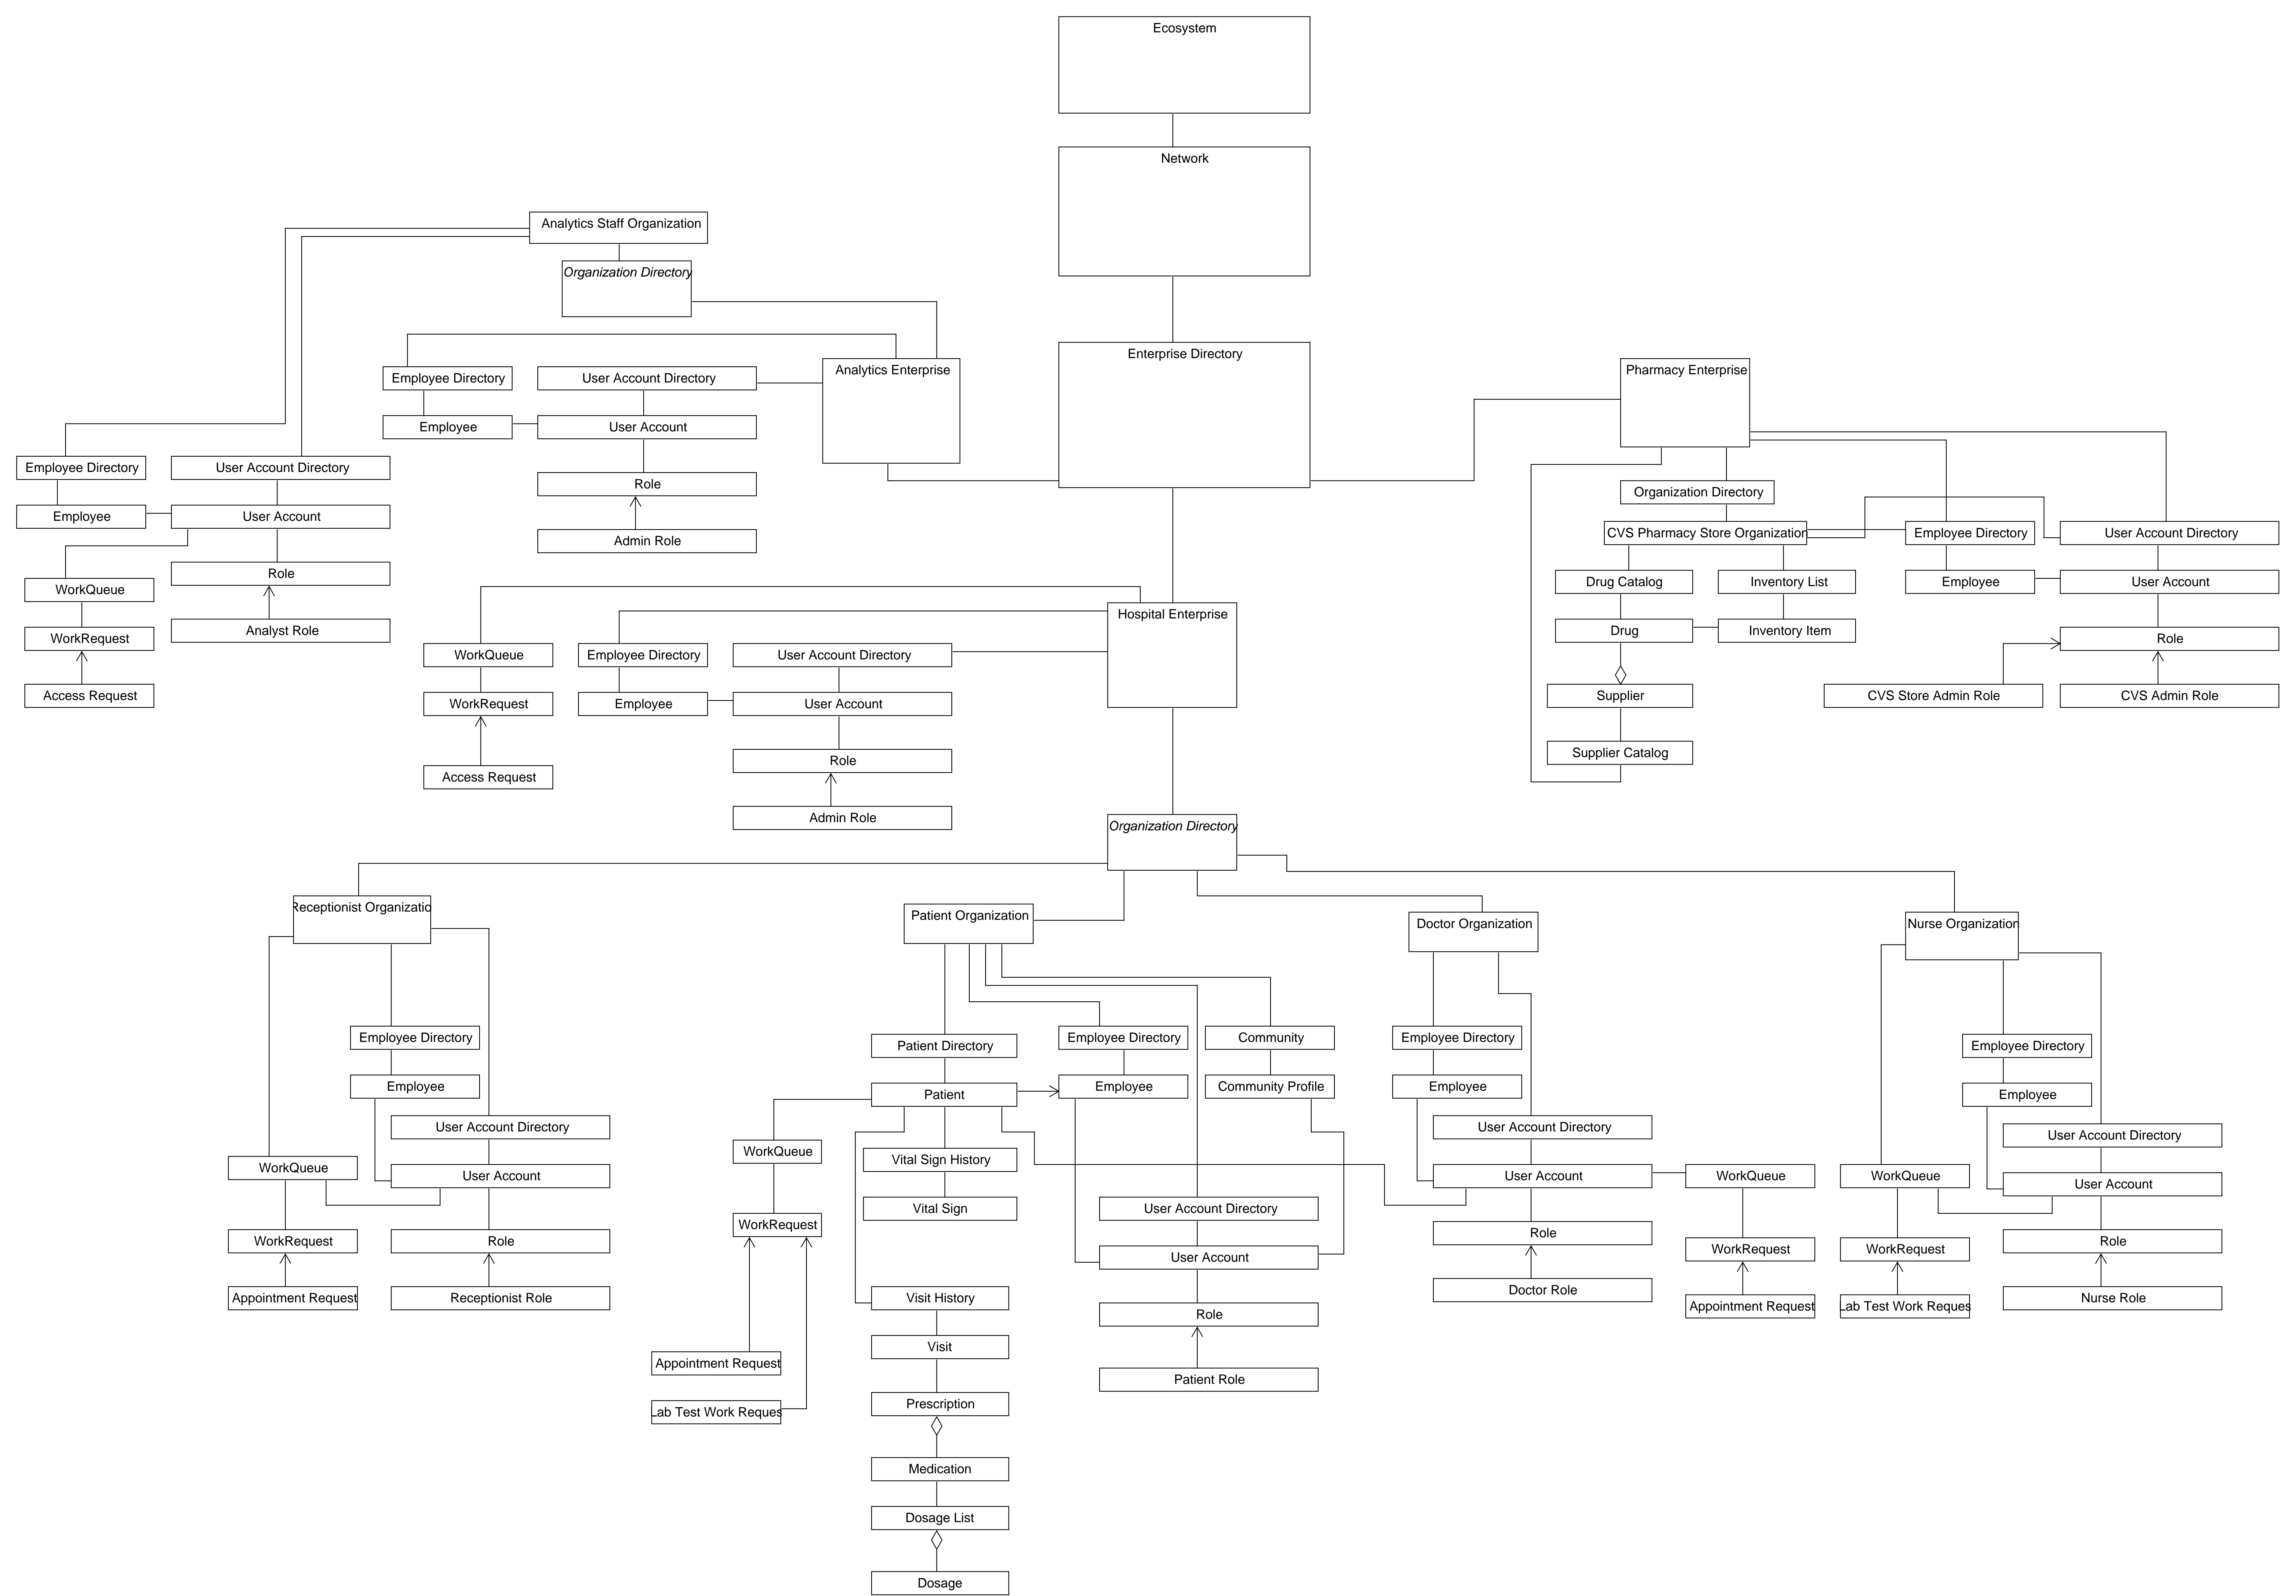 Ecosystem
Network
Analytics Staff Organization
Organization Directory
Enterprise Directory
Analytics Enterprise
Pharmacy Enterprise
Employee Directory
User Account Directory
Employee
User Account
Role
Admin Role
Employee Directory
User Account Directory
Employee
User Account
WorkQueue
Role
WorkRequest
Analyst Role
Access Request
Organization Directory
CVS Pharmacy Store Organization
Employee Directory
User Account Directory
Drug Catalog
Inventory List
Employee
User Account
Drug
Inventory Item
Role
Supplier
CVS Store Admin Role
CVS Admin Role
Supplier Catalog
Hospital Enterprise
WorkQueue
Employee Directory
User Account Directory
WorkRequest
Employee
User Account
Role
Access Request
Admin Role
Organization Directory
Receptionist Organizatio
Patient Organization
Doctor Organization
Nurse Organization
Employee Directory
Employee
User Account Directory
WorkQueue
User Account
WorkRequest
Role
Appointment Request
Receptionist Role
Patient Directory
Employee Directory
Community
Patient
Employee
Community Profile
WorkQueue
Vital Sign History
Vital Sign
User Account Directory
WorkRequest
User Account
Visit History
Role
Visit
Appointment Request
Patient Role
Prescription
Lab Test Work Reques
Medication
Dosage List
Dosage
Employee Directory
Employee
User Account Directory
User Account
WorkQueue
Role
WorkRequest
Doctor Role
Appointment Request
Employee Directory
Employee
User Account Directory
WorkQueue
User Account
WorkRequest
Role
Lab Test Work Reques
Nurse Role